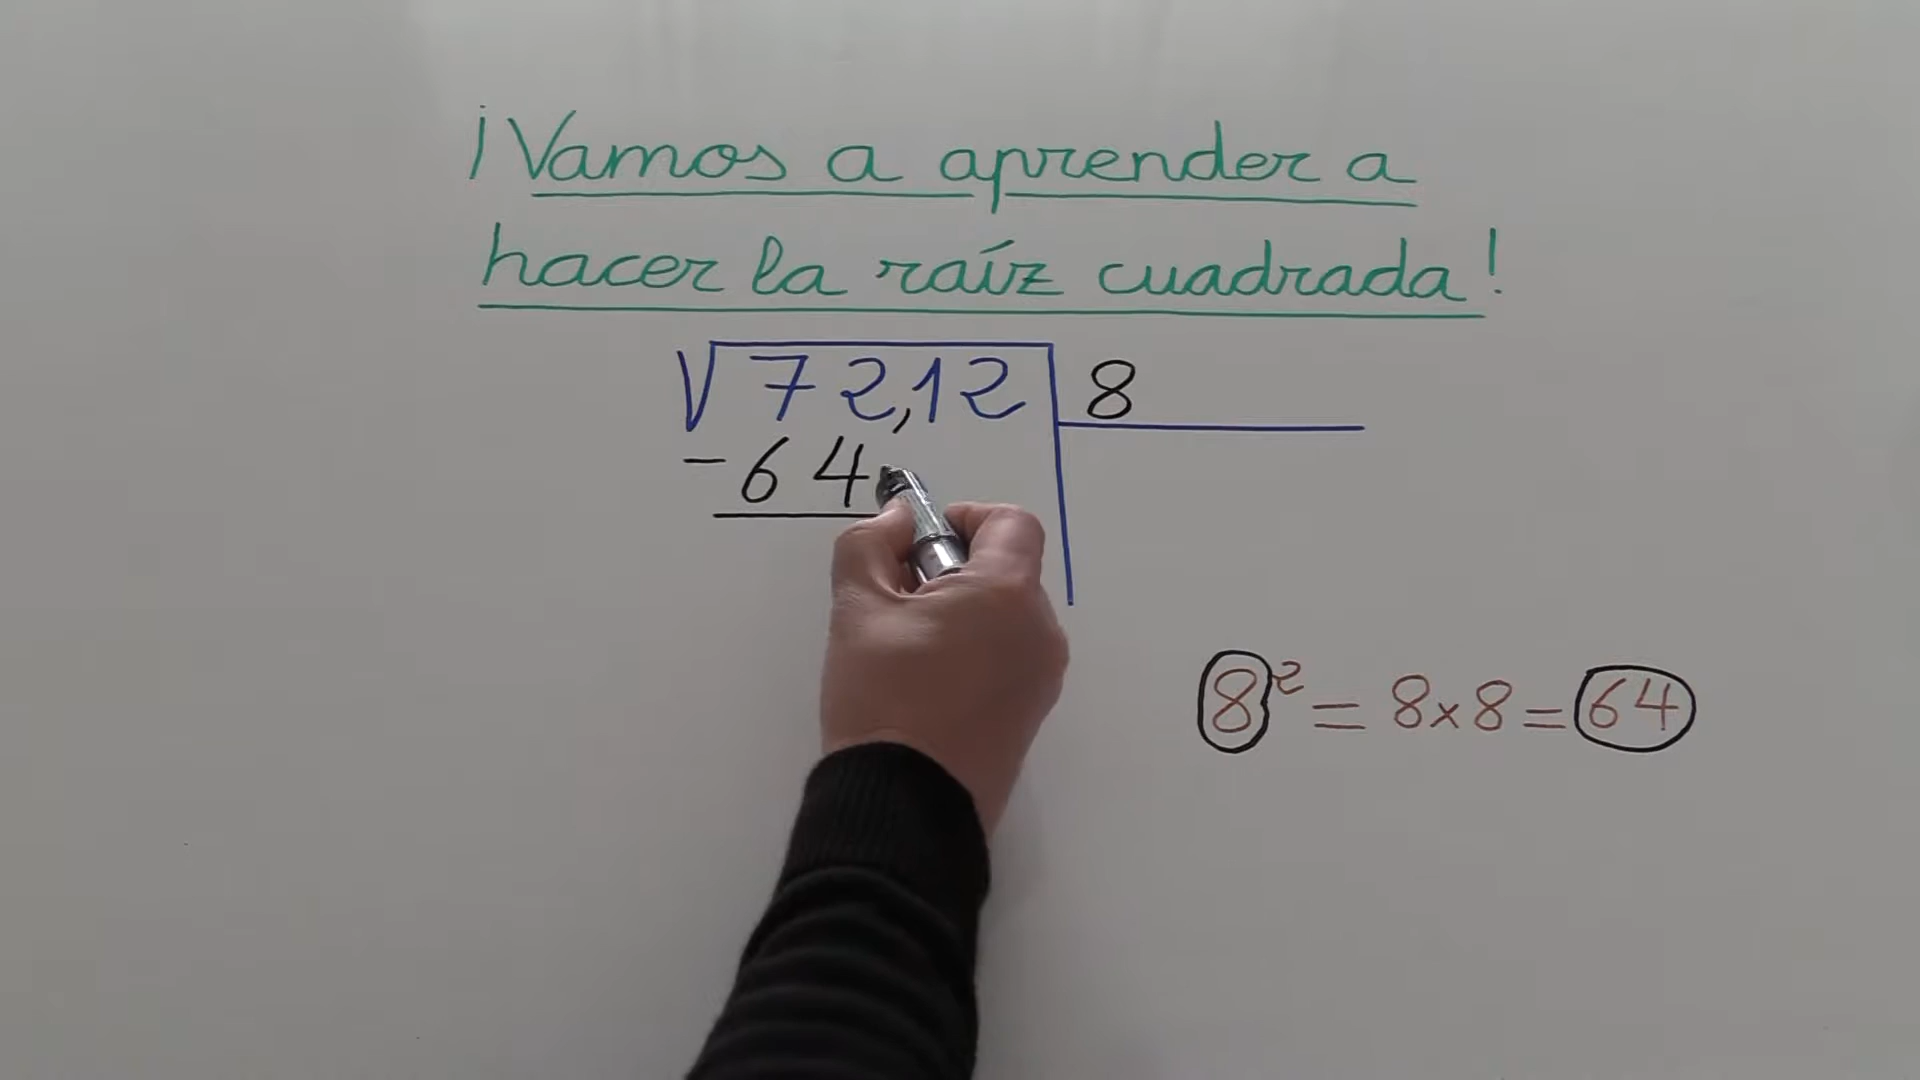 ¡Vamos a aprender a
hacer la raíz cuadrada!
√72,12 8
-64
8² = 8x8 = 64